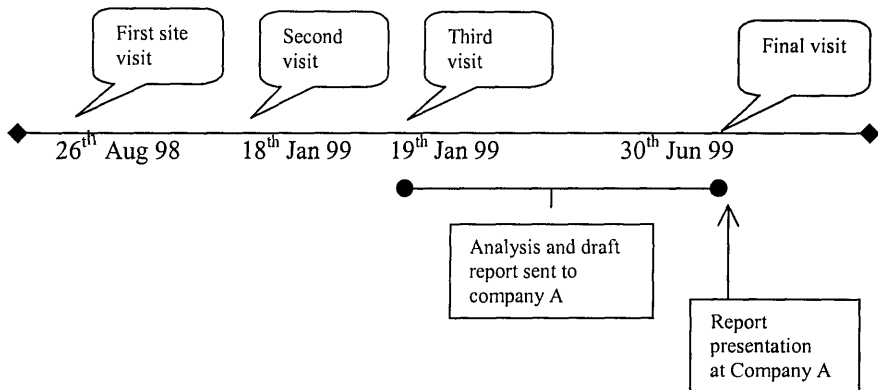 First site
visit
Second
visit
Third
visit
Final visit
26th Aug 98
18th Jan 99
19th Jan 99
30th Jun 99
Analysis and draft
report sent to
company A
Report
presentation
at Company A